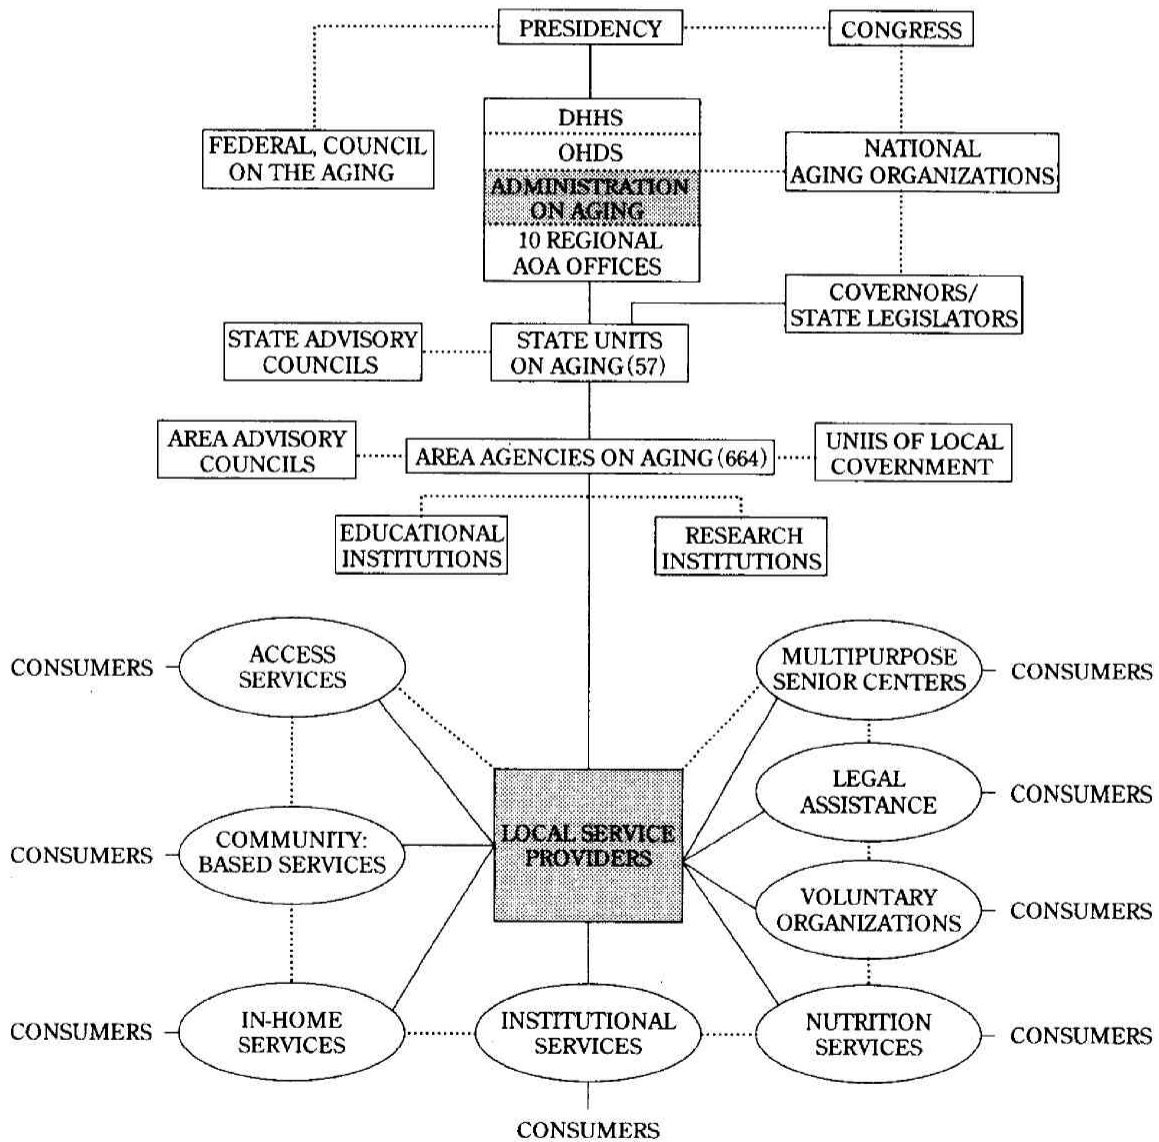 PRESIDENCY
CONGRESS
DHHS
OHDS
ADMINISTRATION
ON AGING
10 REGIONAL
AOA OFFICES
FEDERAL, COUNCIL
ON THE AGING
NATIONAL
AGING ORGANIZATIONS
COVERNORS/
STATE LEGISLATORS
STATE ADVISORY
COUNCILS
STATE UNITS
ON AGING (57)
AREA ADVISORY
COUNCILS
AREA AGENCIES ON AGING (664)
UNIIS OF LOCAL
COVERNMENT
EDUCATIONAL
INSTITUTIONS
RESEARCH
INSTITUTIONS
CONSUMERS
ACCESS
SERVICES
MULTIPURPOSE
SENIOR CENTERS
CONSUMERS
LEGAL
ASSISTANCE
CONSUMERS
CONSUMERS
COMMUNITY:
BASED SERVICES
LOCAL SERVICE
PROVIDERS
VOLUNTARY
ORGANIZATIONS
CONSUMERS
CONSUMERS
IN-HOME
SERVICES
INSTITUTIONAL
SERVICES
NUTRITION
SERVICES
CONSUMERS
CONSUMERS